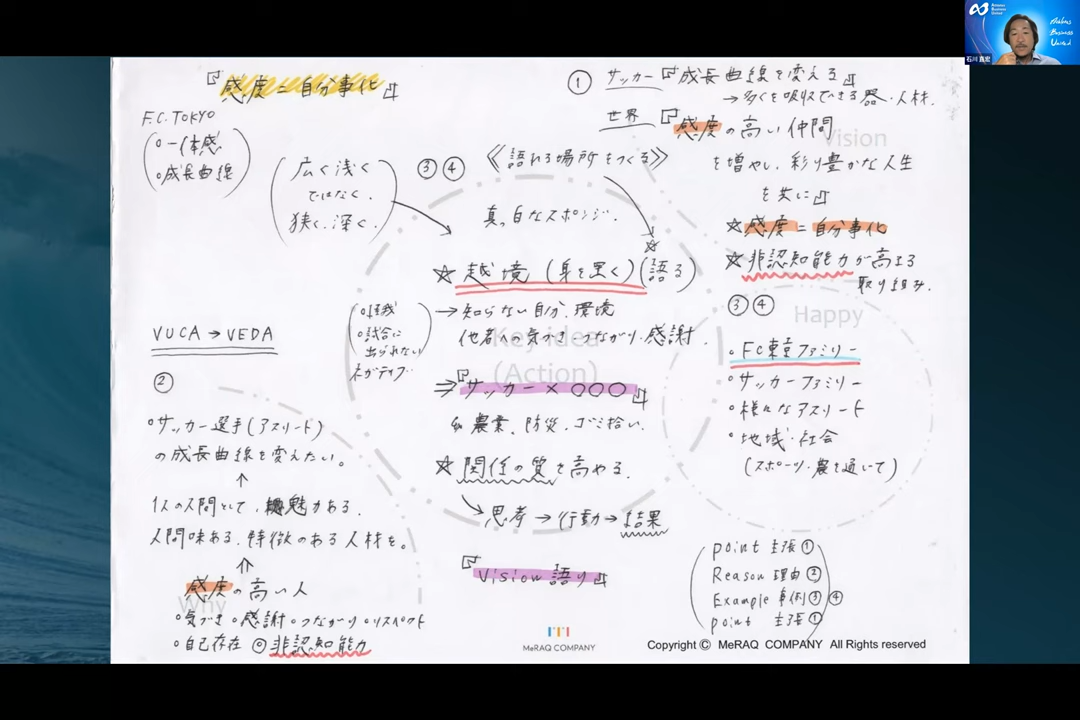 『感度=自分事化』
F.C.TOKYO
○一体感
○成長曲線
広く浅く
ではなく、
狭く、深く、
③④
《語れる場所をつくる》
真っ白なスポンジ.
☆越境(身を置く)(語る)
→知らない自分、環境
他者への気づき つながり・感謝.
○怪我
○試合に
出られない
ネガティブ
⇒『サッカー×○○○』
農業、防災、ゴミ拾い.
☆関係の質を高める.
思考→行動→結果
『Vision語り』
Key idea
(Action)
VUCA→VEDA
②
○サッカー選手(アスリート)
の成長曲線を変えたい。
↑
1人の人間として、魅力ある.
人間味ある、特徴のある人材を。
⇑
感度の高い人
○気づき ○感謝 ○つながり ○リスペクト
○自己存在 ◎非認知能力
Why
① サッカー『成長曲線を変える』
→多くを吸収できる器・人材.
世界『感度の高い仲間
を増やし、彩り豊かな人生
を共に』
Vision
☆感度=自分事化
☆非認知能力が高まる
取り組み.
③④
Happy
○FC東京ファミリー
○サッカーファミリー
○様々なアスリート
○地域・社会
(スポーツ・農を通いて)
point 主張①
Reason 理由②
Example 事例③④
point 主張①
MeRAQ COMPANY
Copyright © MeRAQ COMPANY All Rights reserved
Athletes
Business
United
Athletes
Business
United
石川 直宏